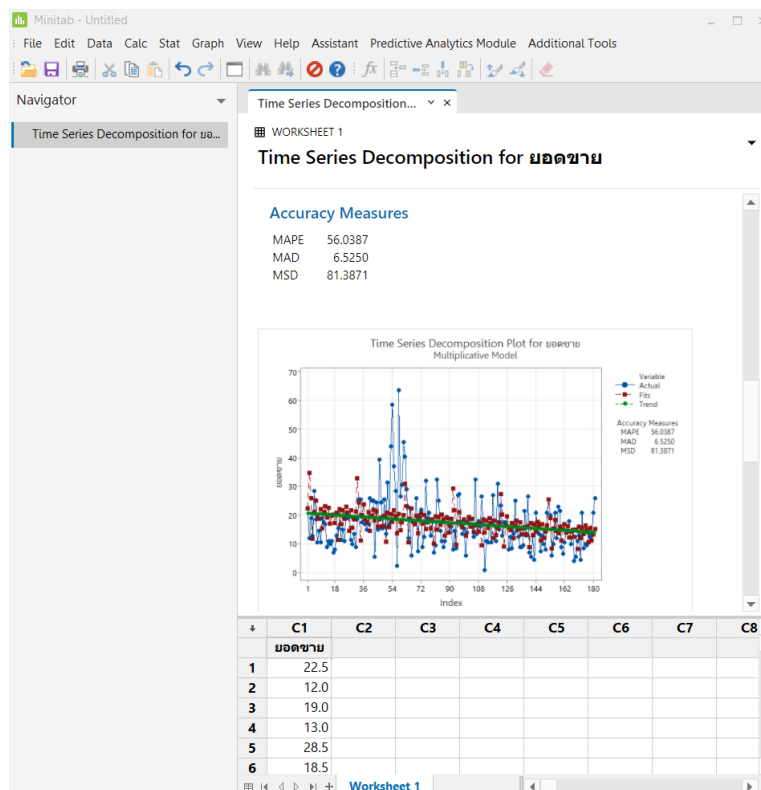 Minitab - Untitled
File Edit Data Calc Stat Graph View Help Assistant Predictive Analytics Module Additional Tools
Navigator
Time Series Decomposition for ยอ...
Time Series Decomposition...
WORKSHEET 1
Time Series Decomposition for ยอดขาย
Accuracy Measures
MAPE 56.0387
MAD 6.5250
MSD 81.3871
Time Series Decomposition Plot for ยอดขาย
Multiplicative Model
70
60
50
40
30
20
10
0
ยอดขาย
1 18 36 54 72 90 108 126 144 162 180
Index
Variable
Actual
Fits
Trend
Accuracy Measures
MAPE 56.0387
MAD 6.5250
MSD 81.3871
C1 C2 C3 C4 C5 C6 C7 C8
ยอดขาย
1 22.5
2 12.0
3 19.0
4 13.0
5 28.5
6 18.5
Worksheet 1